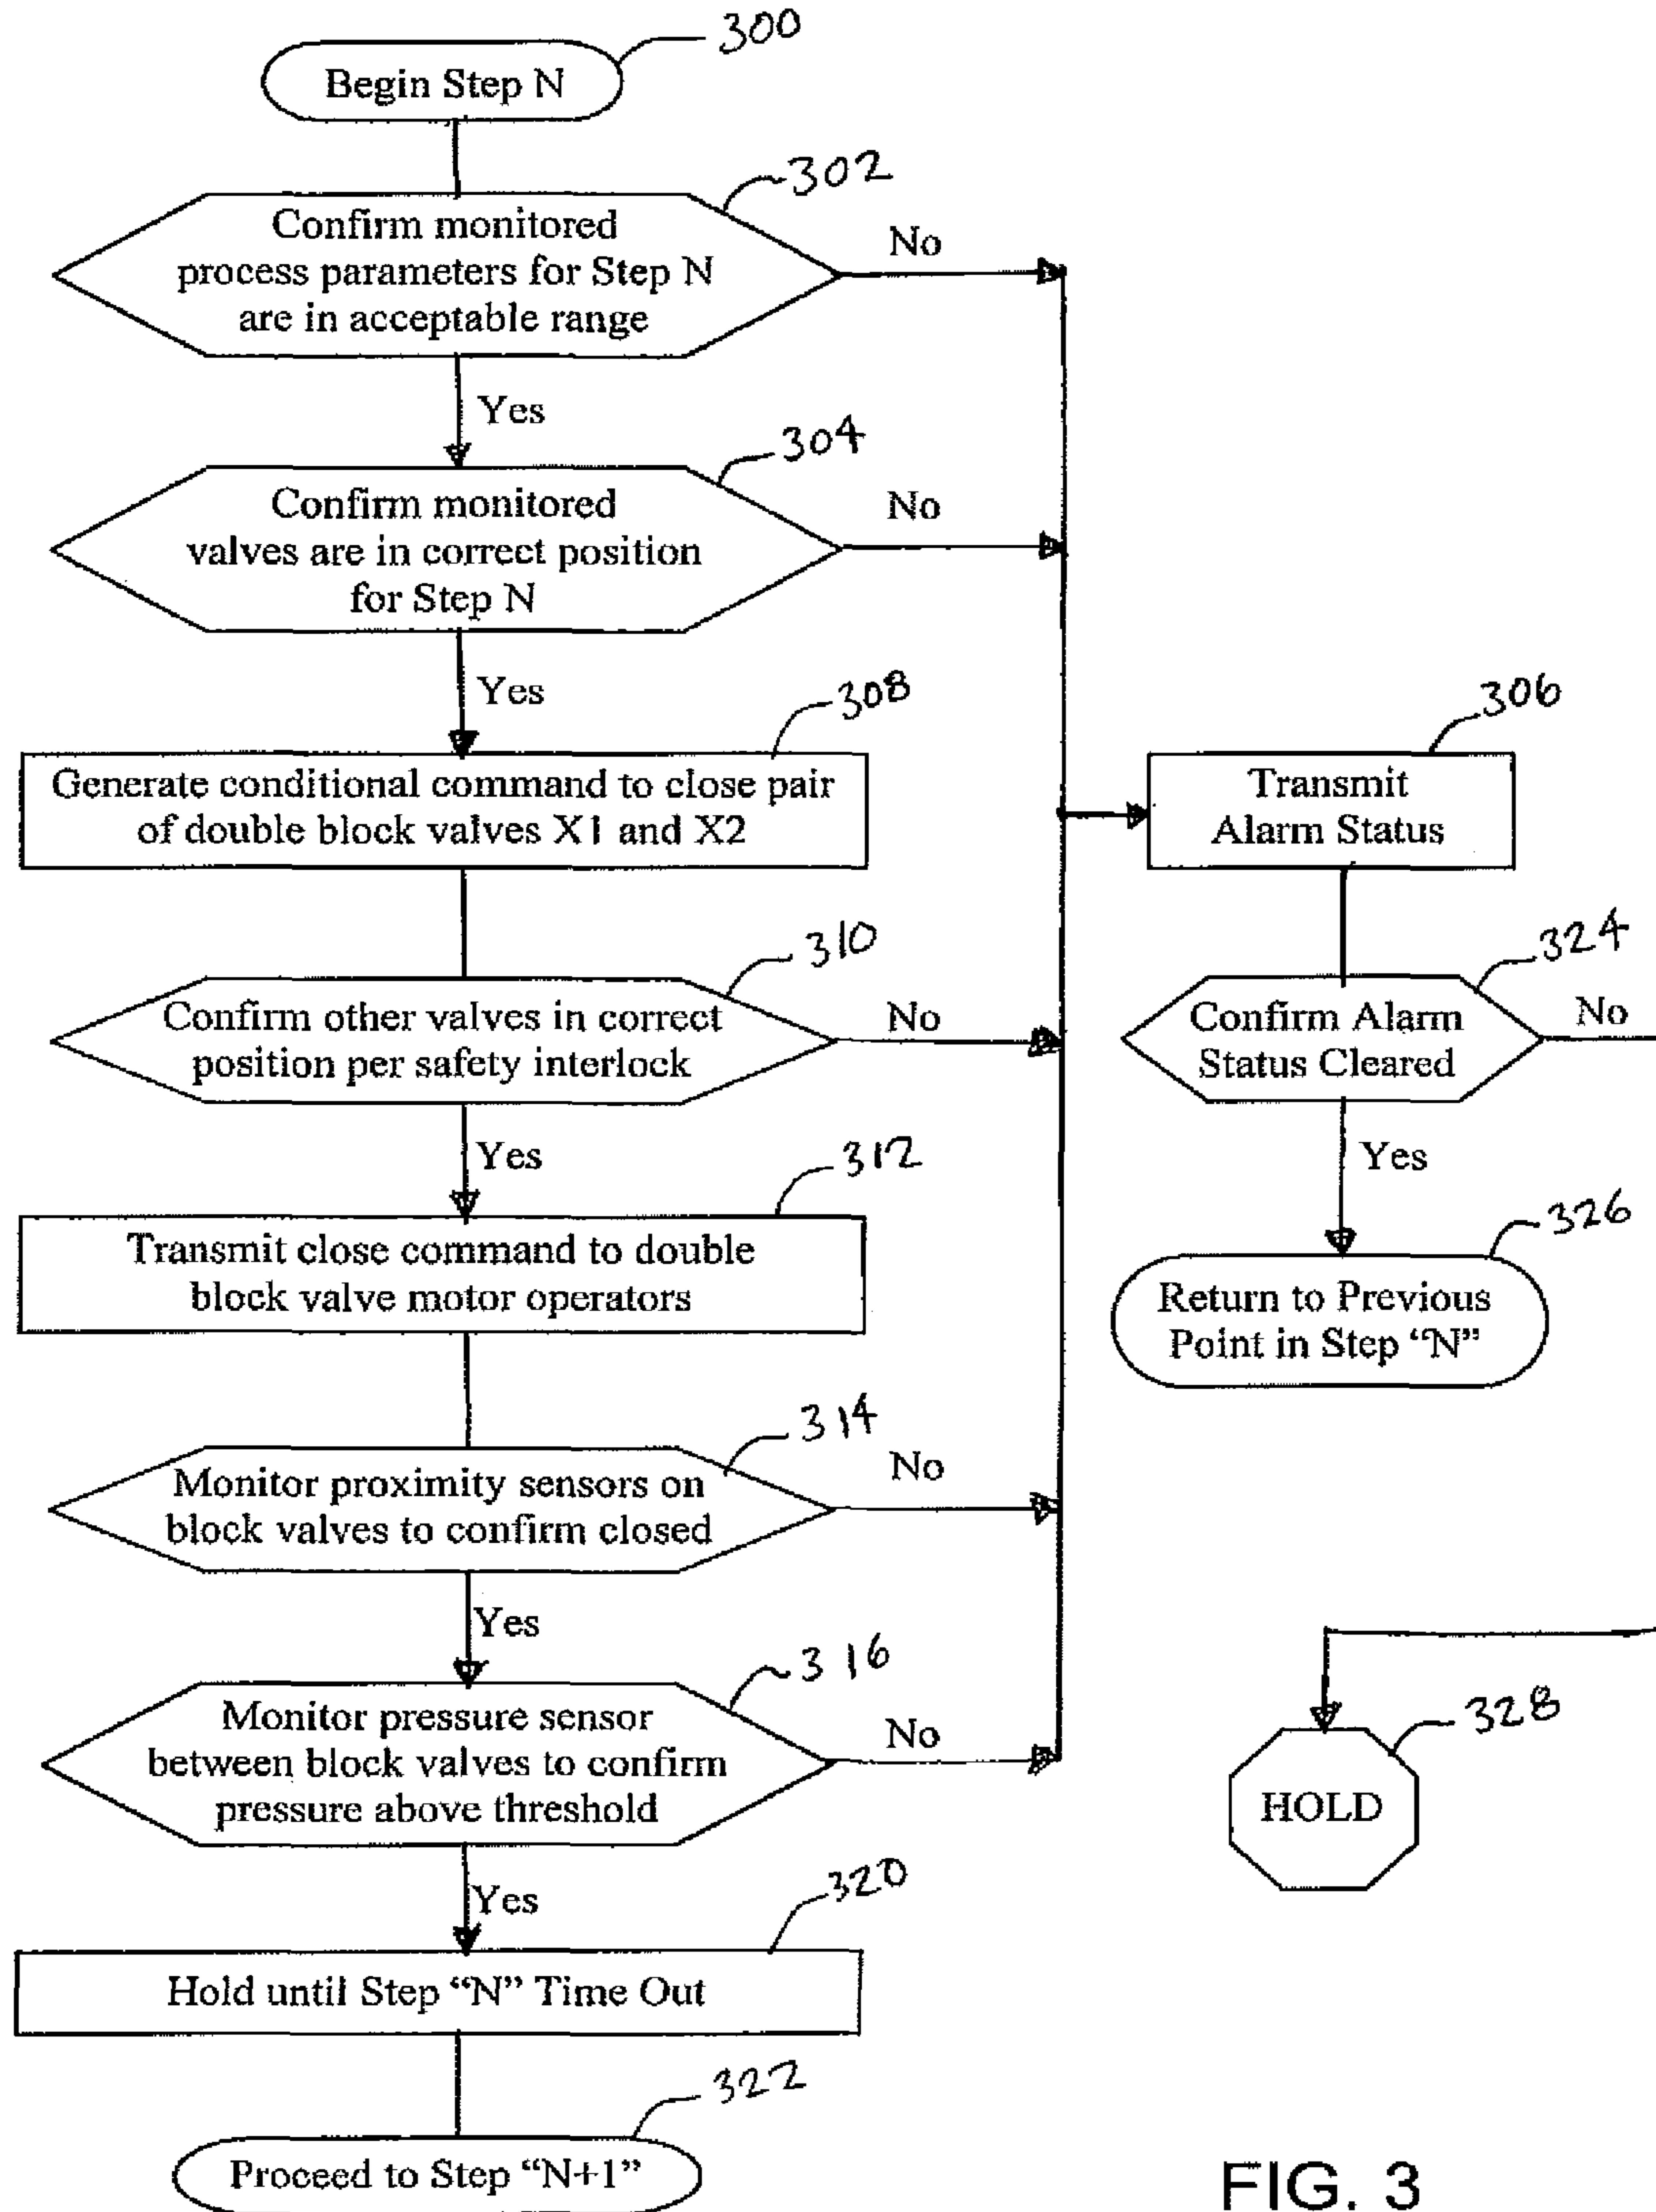 300
Begin Step N
302
Confirm monitored
process parameters for Step N
are in acceptable range
No
Yes
304
Confirm monitored
valves are in correct position
for Step N
No
Yes
308
Generate conditional command to close pair
of double block valves X1 and X2
306
Transmit
Alarm Status
310
Confirm other valves in correct
position per safety interlock
No
324
Confirm Alarm
Status Cleared
No
Yes
Yes
312
Transmit close command to double
block valve motor operators
326
Return to Previous
Point in Step “N”
314
Monitor proximity sensors on
block valves to confirm closed
No
Yes
316
Monitor pressure sensor
between block valves to confirm
pressure above threshold
No
328
HOLD
Yes
320
Hold until Step “N” Time Out
322
Proceed to Step “N+1”
FIG. 3